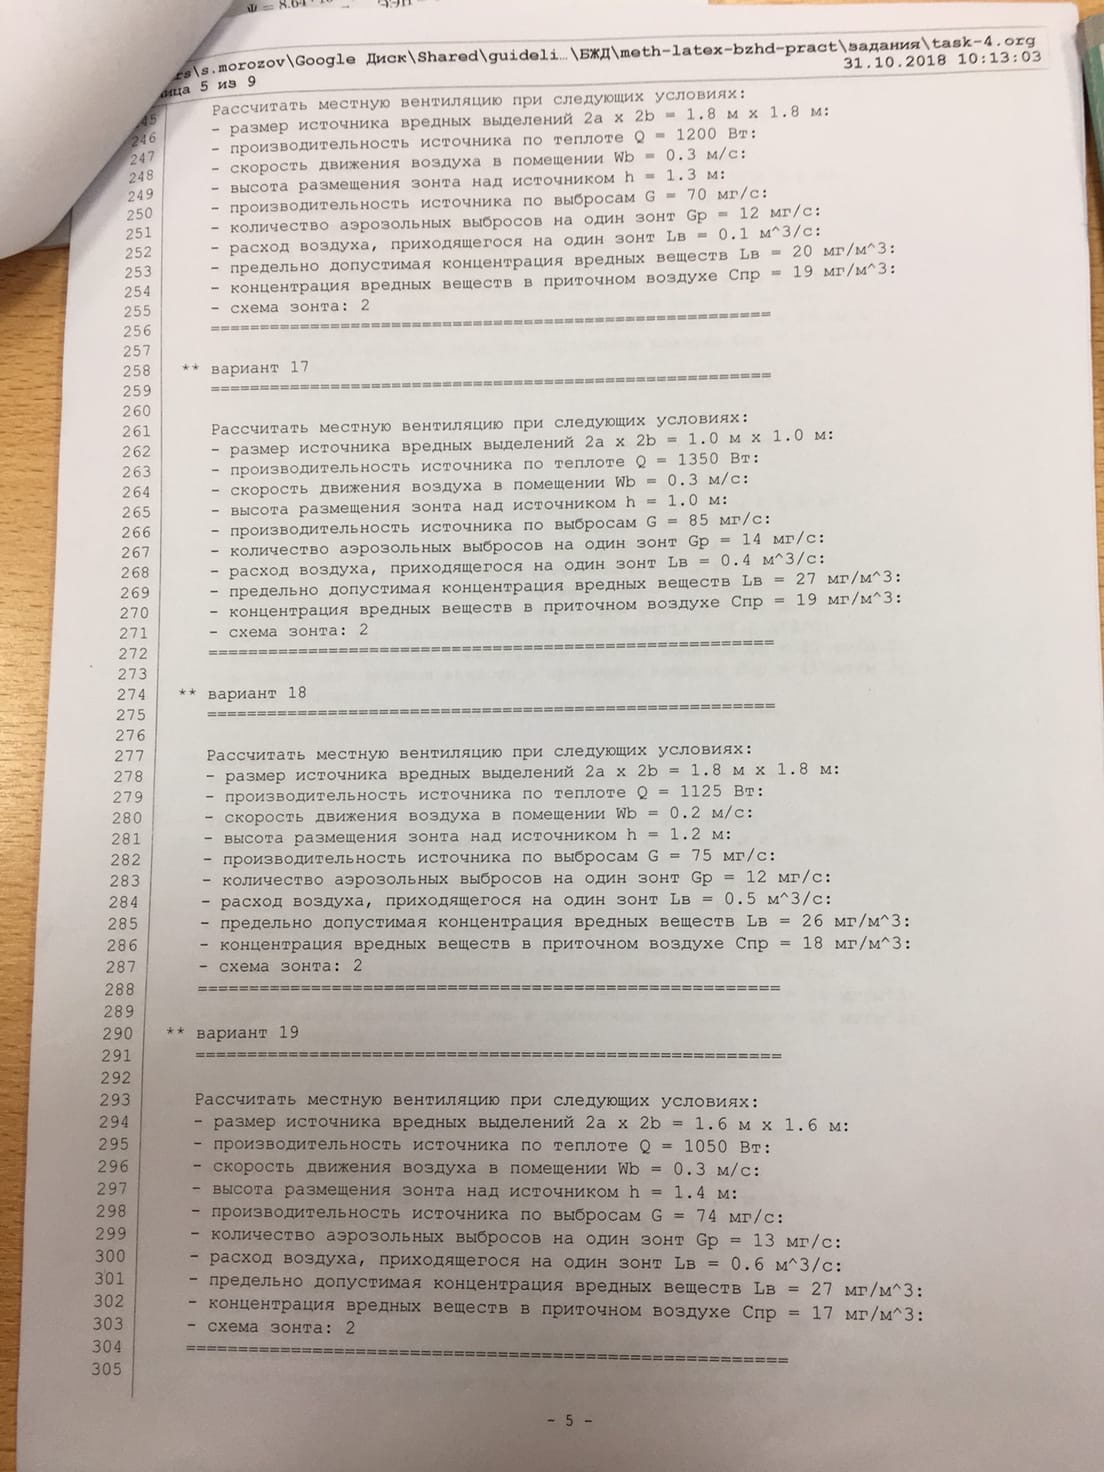 Ψ = 8.64
rs\s.morozov\Google Диск\Shared\guideli…\БЖД\meth-latex-bzhd-pract\задания\task-4.org
ница 5 из 9
31.10.2018 10:13:03
245 Рассчитать местную вентиляцию при следующих условиях:
246 - размер источника вредных выделений 2a x 2b = 1.8 м x 1.8 м:
247 - производительность источника по теплоте Q = 1200 Вт:
248 - скорость движения воздуха в помещении Wb = 0.3 м/с:
249 - высота размещения зонта над источником h = 1.3 м:
250 - производительность источника по выбросам G = 70 мг/с:
251 - количество аэрозольных выбросов на один зонт Gp = 12 мг/с:
252 - расход воздуха, приходящегося на один зонт Lв = 0.1 м^3/с:
253 - предельно допустимая концентрация вредных веществ Lв = 20 мг/м^3:
254 - концентрация вредных веществ в приточном воздухе Cпр = 19 мг/м^3:
255 - схема зонта: 2
256 =========================================================
257
258 ** вариант 17
259 =========================================================
260
261 Рассчитать местную вентиляцию при следующих условиях:
262 - размер источника вредных выделений 2a x 2b = 1.0 м x 1.0 м:
263 - производительность источника по теплоте Q = 1350 Вт:
264 - скорость движения воздуха в помещении Wb = 0.3 м/с:
265 - высота размещения зонта над источником h = 1.0 м:
266 - производительность источника по выбросам G = 85 мг/с:
267 - количество аэрозольных выбросов на один зонт Gp = 14 мг/с:
268 - расход воздуха, приходящегося на один зонт Lв = 0.4 м^3/с:
269 - предельно допустимая концентрация вредных веществ Lв = 27 мг/м^3:
270 - концентрация вредных веществ в приточном воздухе Cпр = 19 мг/м^3:
271 - схема зонта: 2
272 =========================================================
273
274 ** вариант 18
275 =========================================================
276
277 Рассчитать местную вентиляцию при следующих условиях:
278 - размер источника вредных выделений 2a x 2b = 1.8 м x 1.8 м:
279 - производительность источника по теплоте Q = 1125 Вт:
280 - скорость движения воздуха в помещении Wb = 0.2 м/с:
281 - высота размещения зонта над источником h = 1.2 м:
282 - производительность источника по выбросам G = 75 мг/с:
283 - количество аэрозольных выбросов на один зонт Gp = 12 мг/с:
284 - расход воздуха, приходящегося на один зонт Lв = 0.5 м^3/с:
285 - предельно допустимая концентрация вредных веществ Lв = 26 мг/м^3:
286 - концентрация вредных веществ в приточном воздухе Cпр = 18 мг/м^3:
287 - схема зонта: 2
288 =========================================================
289
290 ** вариант 19
291 =========================================================
292
293 Рассчитать местную вентиляцию при следующих условиях:
294 - размер источника вредных выделений 2a x 2b = 1.6 м x 1.6 м:
295 - производительность источника по теплоте Q = 1050 Вт:
296 - скорость движения воздуха в помещении Wb = 0.3 м/с:
297 - высота размещения зонта над источником h = 1.4 м:
298 - производительность источника по выбросам G = 74 мг/с:
299 - количество аэрозольных выбросов на один зонт Gp = 13 мг/с:
300 - расход воздуха, приходящегося на один зонт Lв = 0.6 м^3/с:
301 - предельно допустимая концентрация вредных веществ Lв = 27 мг/м^3:
302 - концентрация вредных веществ в приточном воздухе Cпр = 17 мг/м^3:
303 - схема зонта: 2
304 =========================================================
305
- 5 -